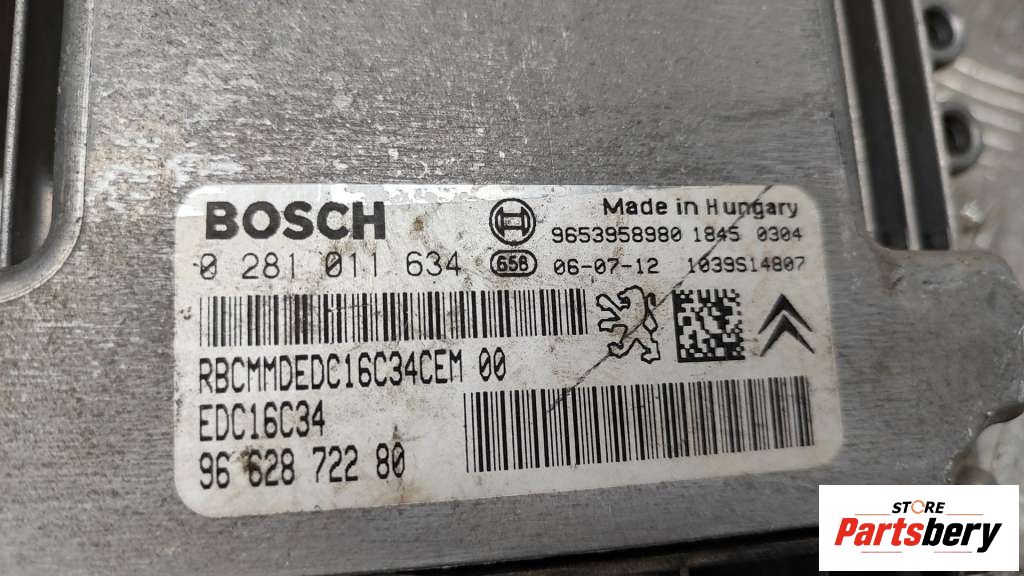 BOSCH
Made in Hungary
9653958980 1845 0304
0 281 011 634 658 06-07-12 1039S14807
RBCMMDEDC16C34CEM 00
EDC16C34
96 628 722 80
STORE
Partsbery